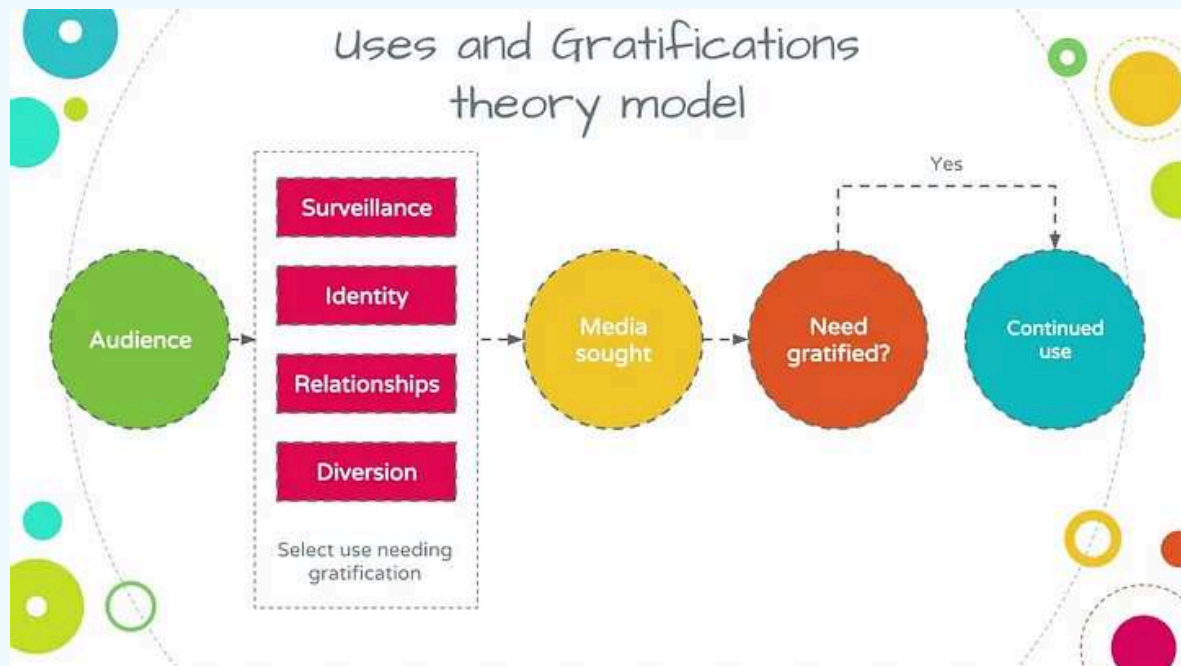 Uses and Gratifications
theory model
Audience
Surveillance
Identity
Relationships
Diversion
Select use needing
gratification
Media
sought
Need
gratified?
Yes
Continued
use